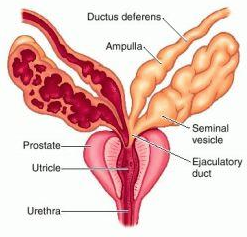 Ductus deferens
Ampulla
Seminal
vesicle
Prostate
Ejaculatory
duct
Utricle
Urethra